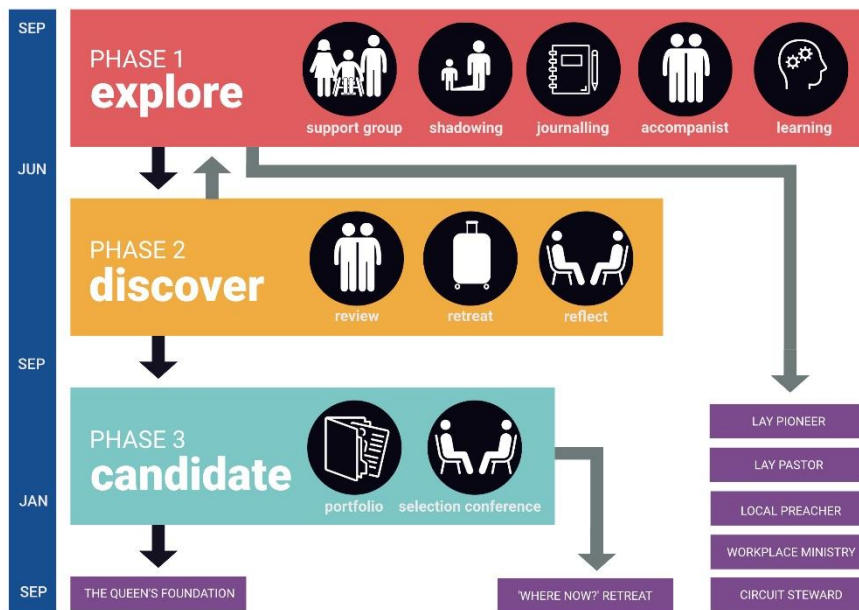 SEP
PHASE 1
explore
support group
shadowing
journalling
accompanist
learning
JUN
PHASE 2
discover
review
retreat
reflect
SEP
PHASE 3
candidate
portfolio
selection conference
JAN
LAY PIONEER
LAY PASTOR
LOCAL PREACHER
WORKPLACE MINISTRY
CIRCUIT STEWARD
SEP
THE QUEEN'S FOUNDATION
'WHERE NOW?' RETREAT